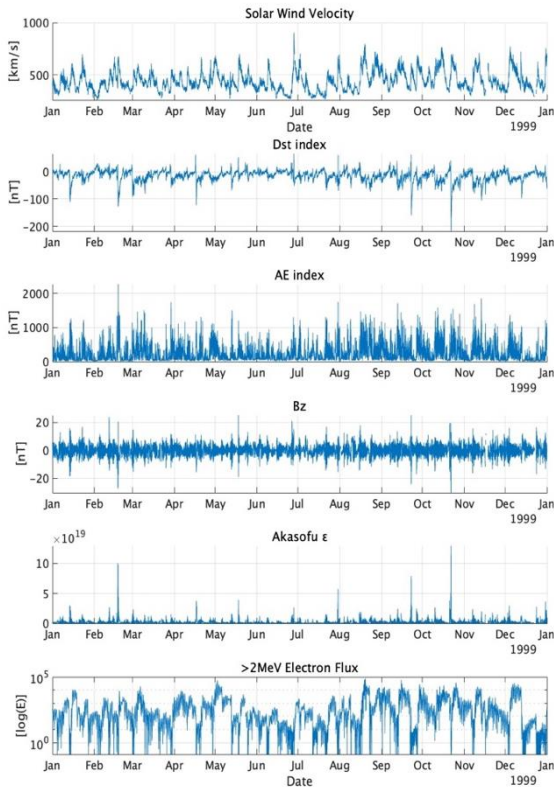 Solar Wind Velocity
1000
500
[km/s]
Jan Feb Mar Apr May Jun Jul Aug Sep Oct Nov Dec Jan
Date 1999
Dst index
0
-100
-200
[nT]
Jan Feb Mar Apr May Jun Jul Aug Sep Oct Nov Dec Jan
1999
AE index
2000
1000
0
[nT]
Jan Feb Mar Apr May Jun Jul Aug Sep Oct Nov Dec Jan
1999
Bz
20
0
-20
[nT]
Jan Feb Mar Apr May Jun Jul Aug Sep Oct Nov Dec Jan
1999
Akasofu ε
×10^19
10
5
0
Jan Feb Mar Apr May Jun Jul Aug Sep Oct Nov Dec Jan
1999
>2MeV Electron Flux
10^5
10^0
[log(E)]
Jan Feb Mar Apr May Jun Jul Aug Sep Oct Nov Dec Jan
Date 1999